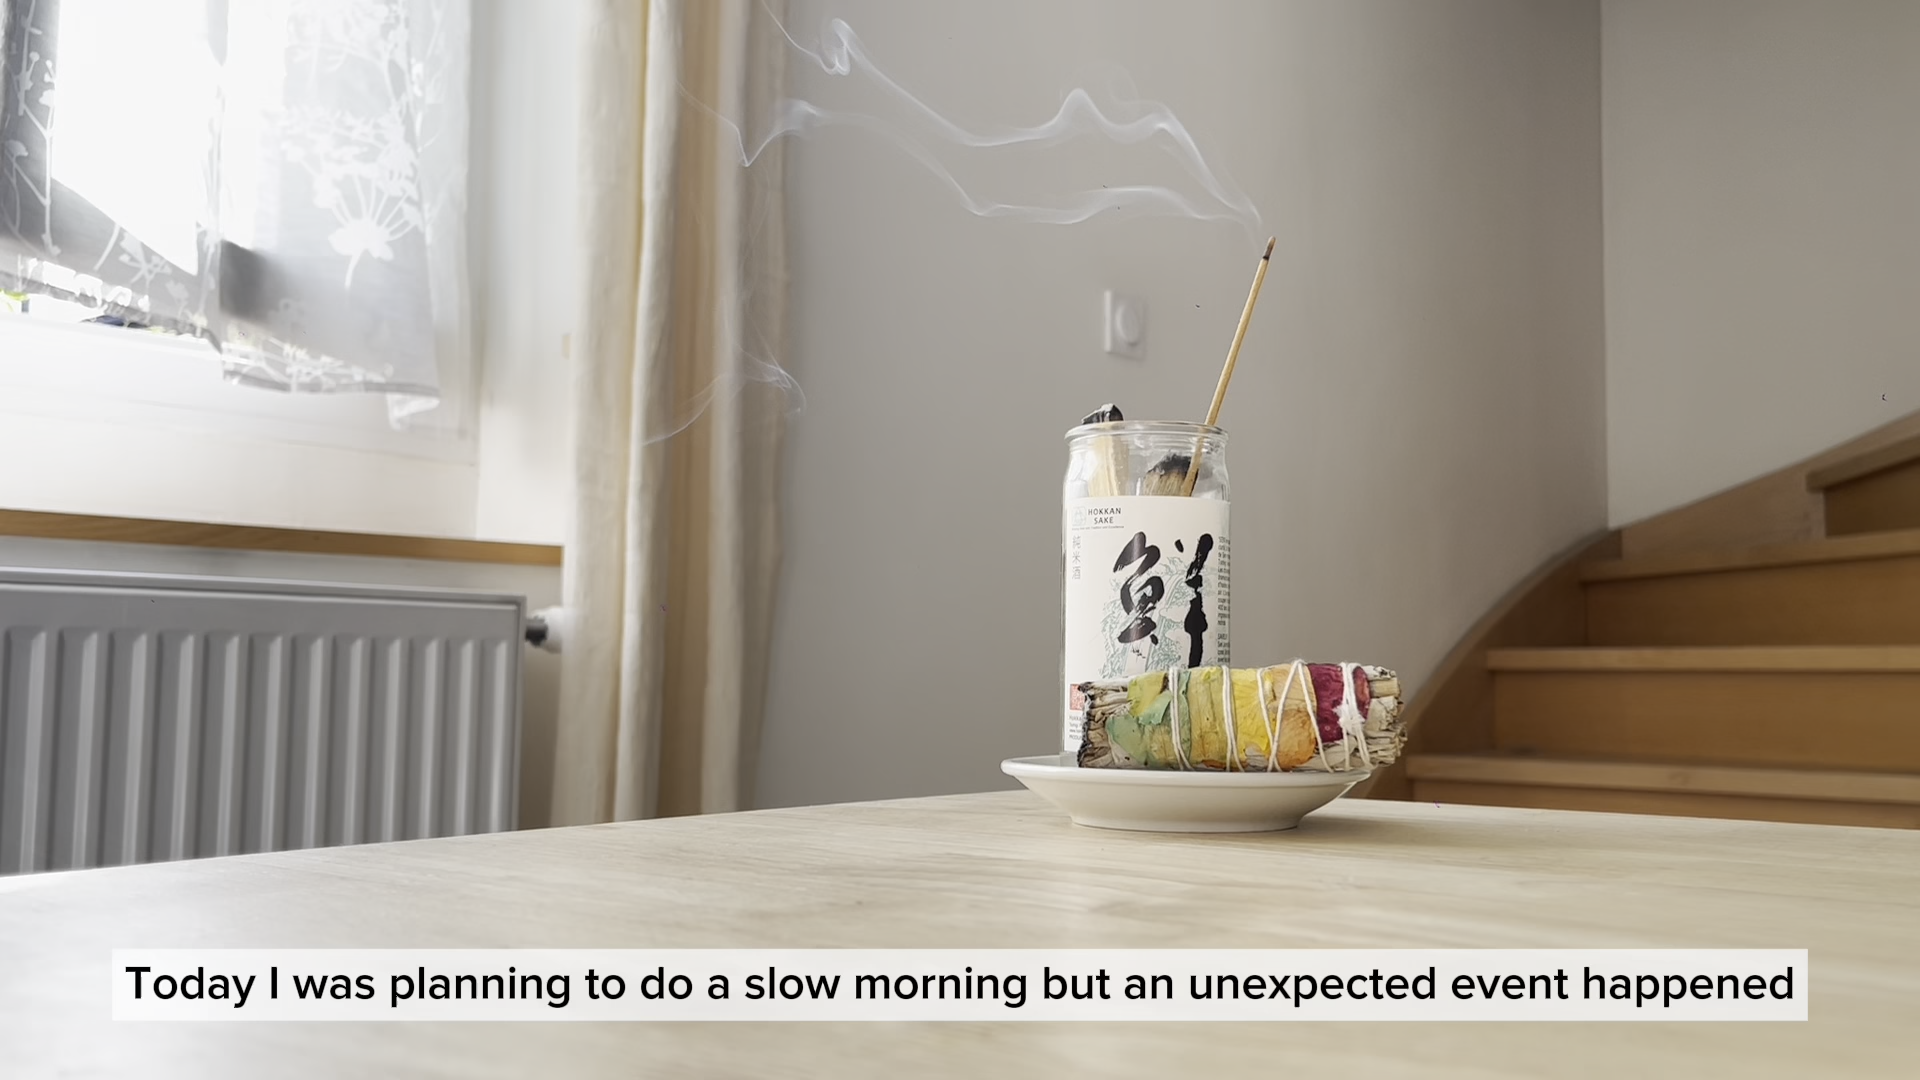 HOKKAN
SAKE
純米酒
鮮
Today I was planning to do a slow morning but an unexpected event happened